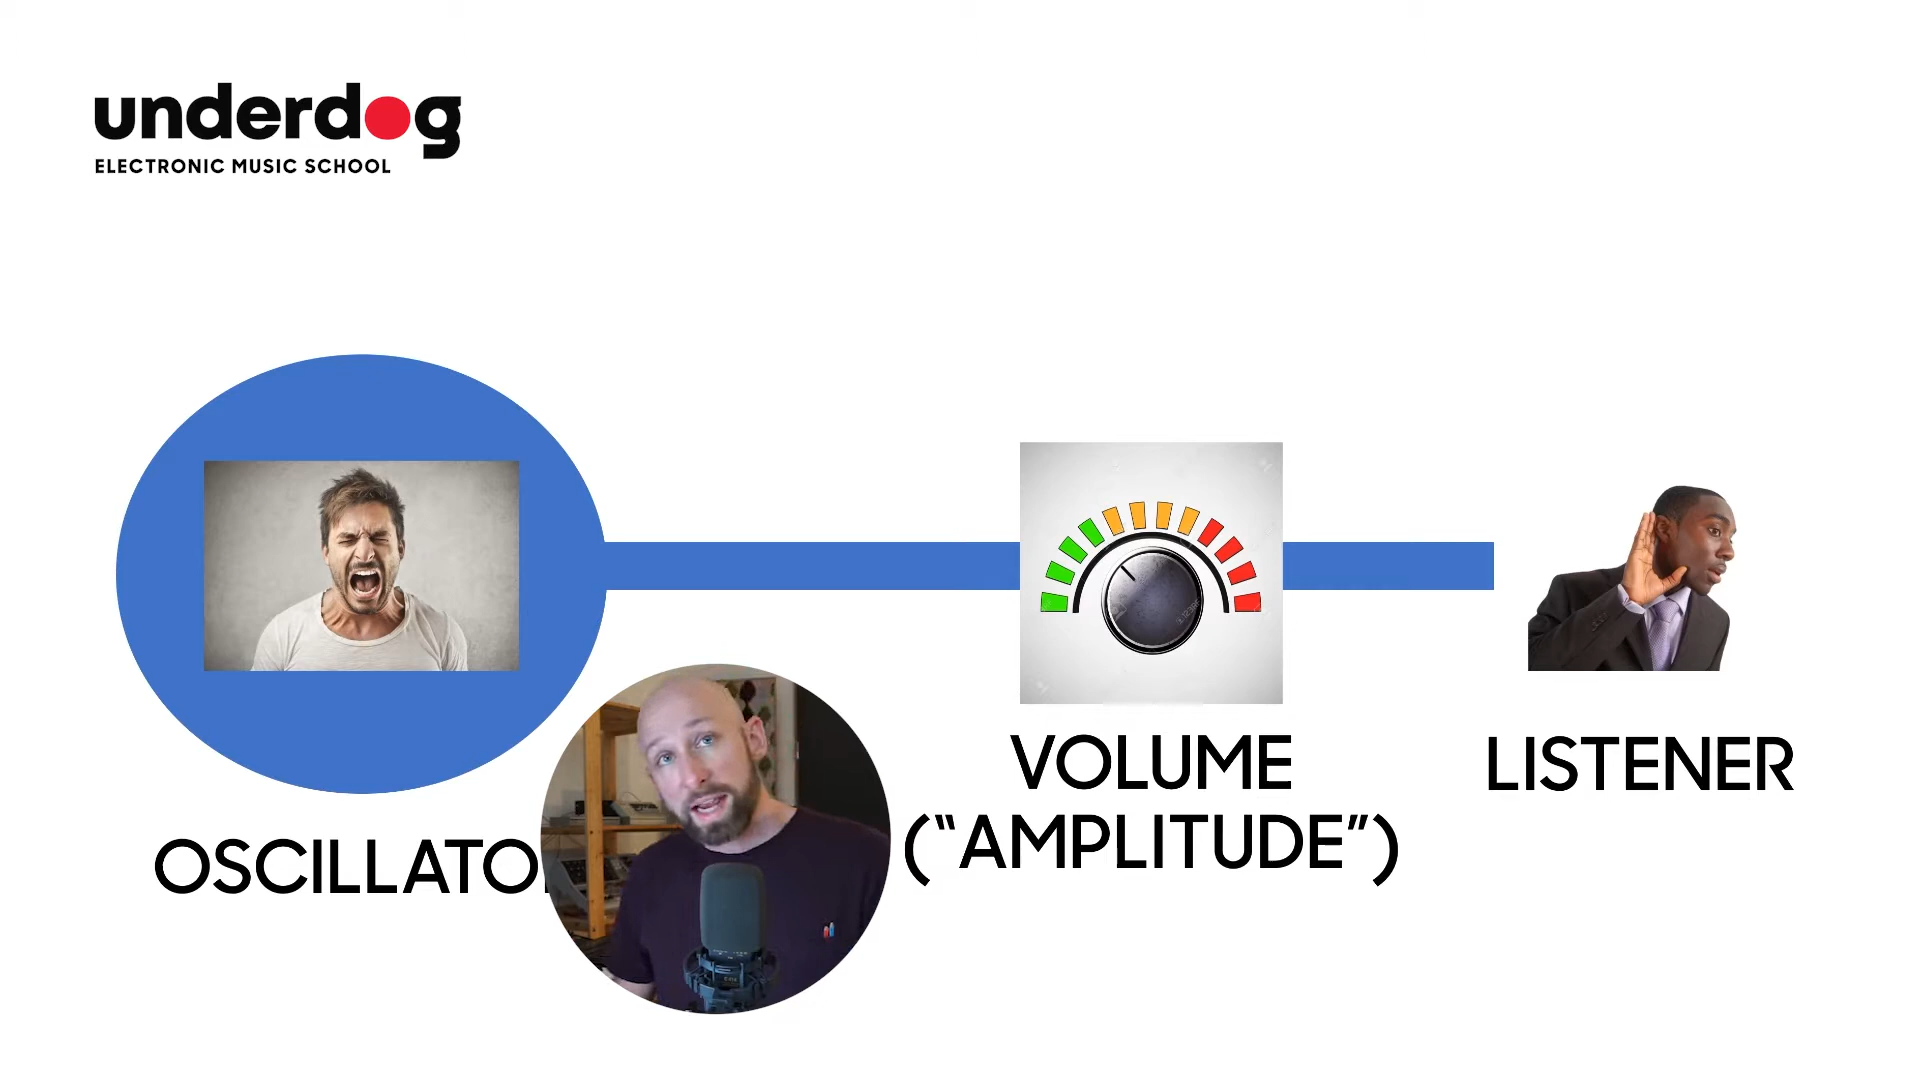 underdog
ELECTRONIC MUSIC SCHOOL
OSCILLATO
VOLUME
("AMPLITUDE")
LISTENER